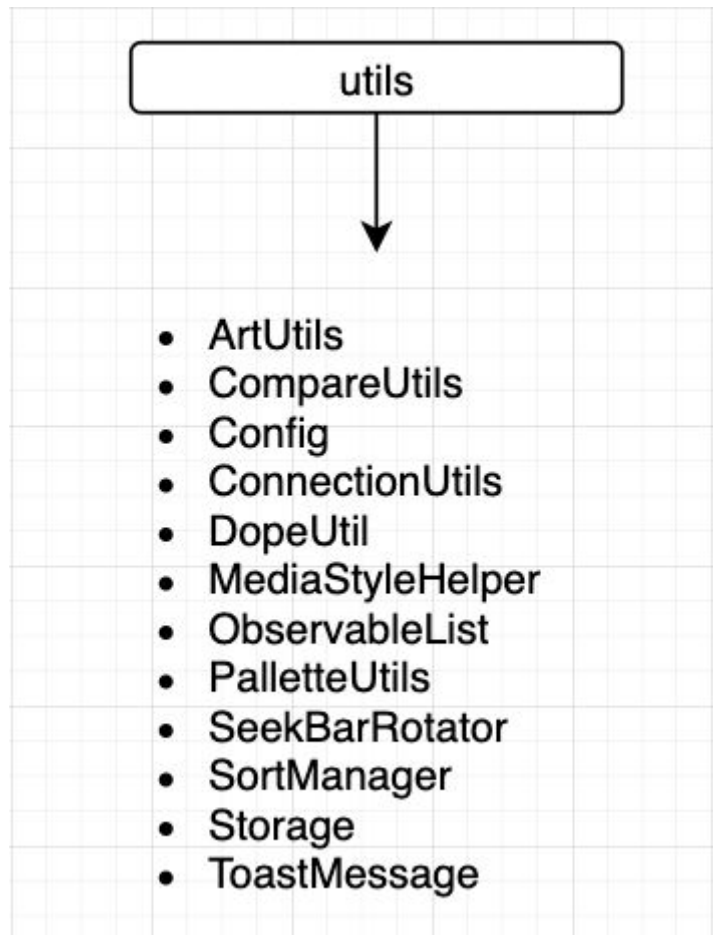 utils
ArtUtils
CompareUtils
Config
ConnectionUtils
DopeUtil
MediaStyleHelper
ObservableList
PalletteUtils
SeekBarRotator
SortManager
Storage
ToastMessage